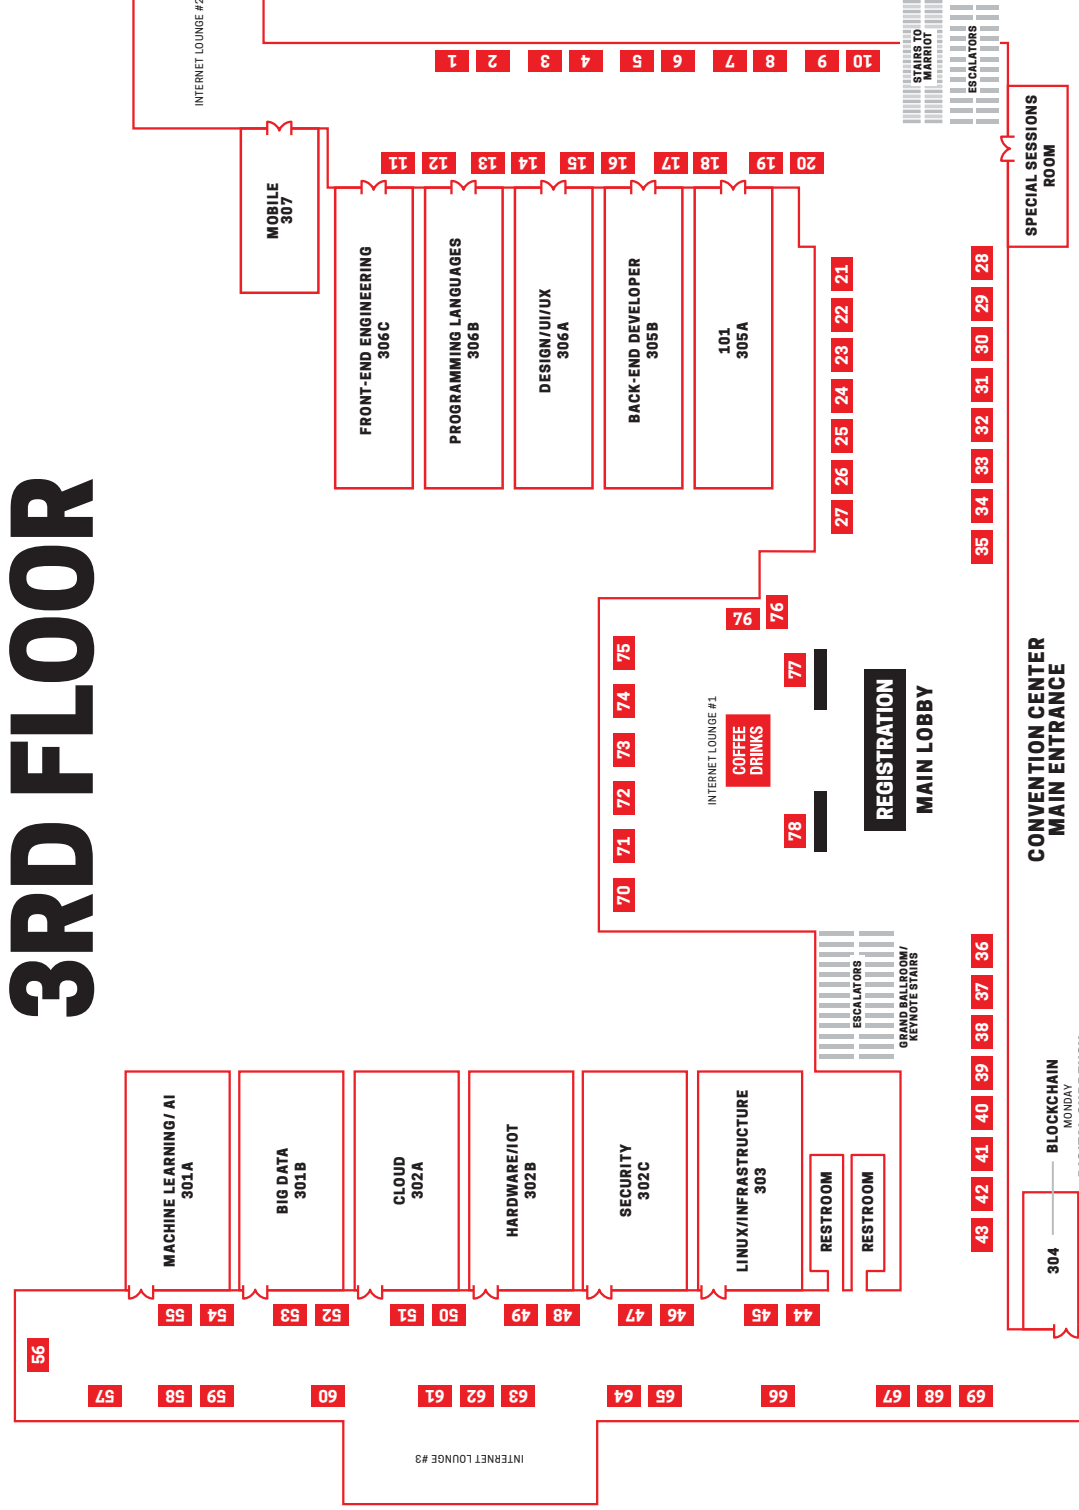 3RD FLOOR
INTERNET LOUNGE #2
1
2
3
4
5
6
7
8
9
10
STAIRS TO
MARRIOT
ESCALATORS
SPECIAL SESSIONS
ROOM
MOBILE
307
11
12
13
14
15
16
17
18
19
20
FRONT-END ENGINEERING
306C
PROGRAMMING LANGUAGES
306B
DESIGN/UI/UX
306A
BACK-END DEVELOPER
305B
101
305A
21
22
23
24
25
26
27
28
29
30
31
32
33
34
35
76
76
75
74
73
72
71
70
77
78
INTERNET LOUNGE #1
COFFEE
DRINKS
REGISTRATION
MAIN LOBBY
CONVENTION CENTER
MAIN ENTRANCE
ESCALATORS
GRAND BALLROOM/
KEYNOTE STAIRS
36
37
38
39
40
41
42
43
BLOCKCHAIN
MONDAY
304
MACHINE LEARNING/ AI
301A
BIG DATA
301B
CLOUD
302A
HARDWARE/IOT
302B
SECURITY
302C
LINUX/INFRASTRUCTURE
303
RESTROOM
RESTROOM
55
54
53
52
51
50
49
48
47
46
45
44
56
57
58
59
60
61
62
63
64
65
66
67
68
69
INTERNET LOUNGE #3